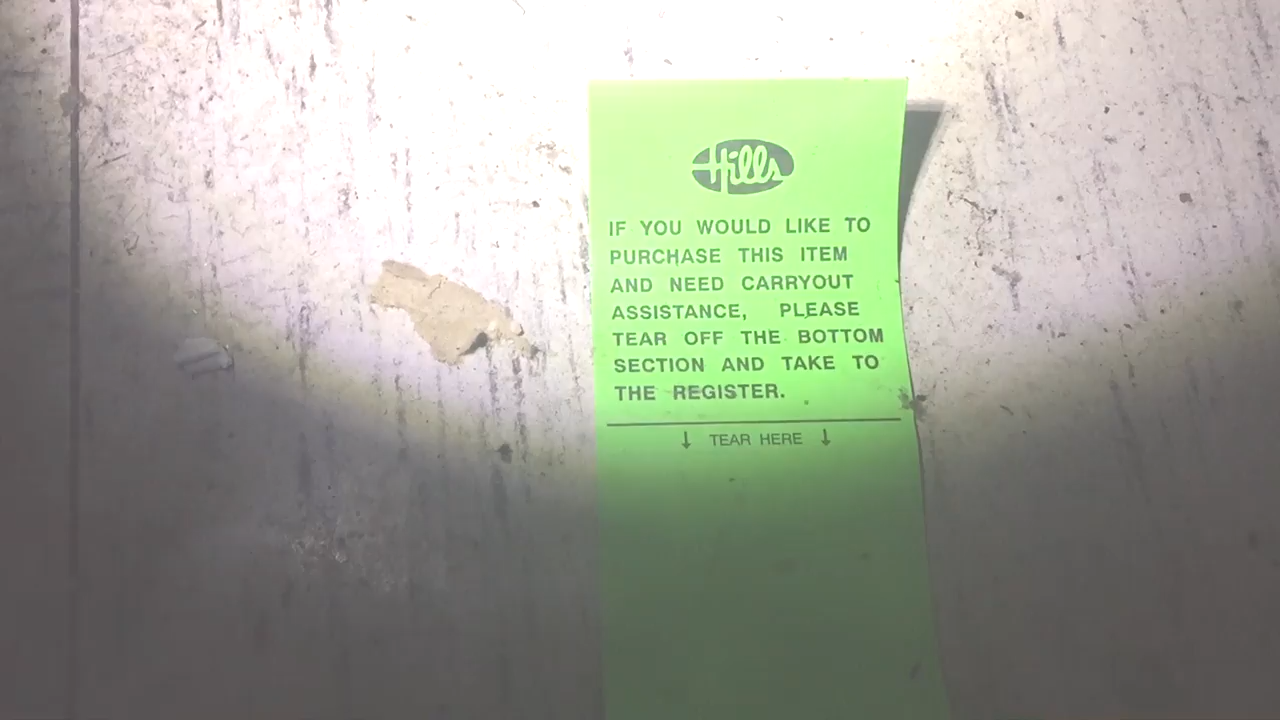 Hills
IF YOU WOULD LIKE TO
PURCHASE THIS ITEM
AND NEED CARRYOUT
ASSISTANCE, PLEASE
TEAR OFF THE BOTTOM
SECTION AND TAKE TO
THE REGISTER.
↓ TEAR HERE ↓